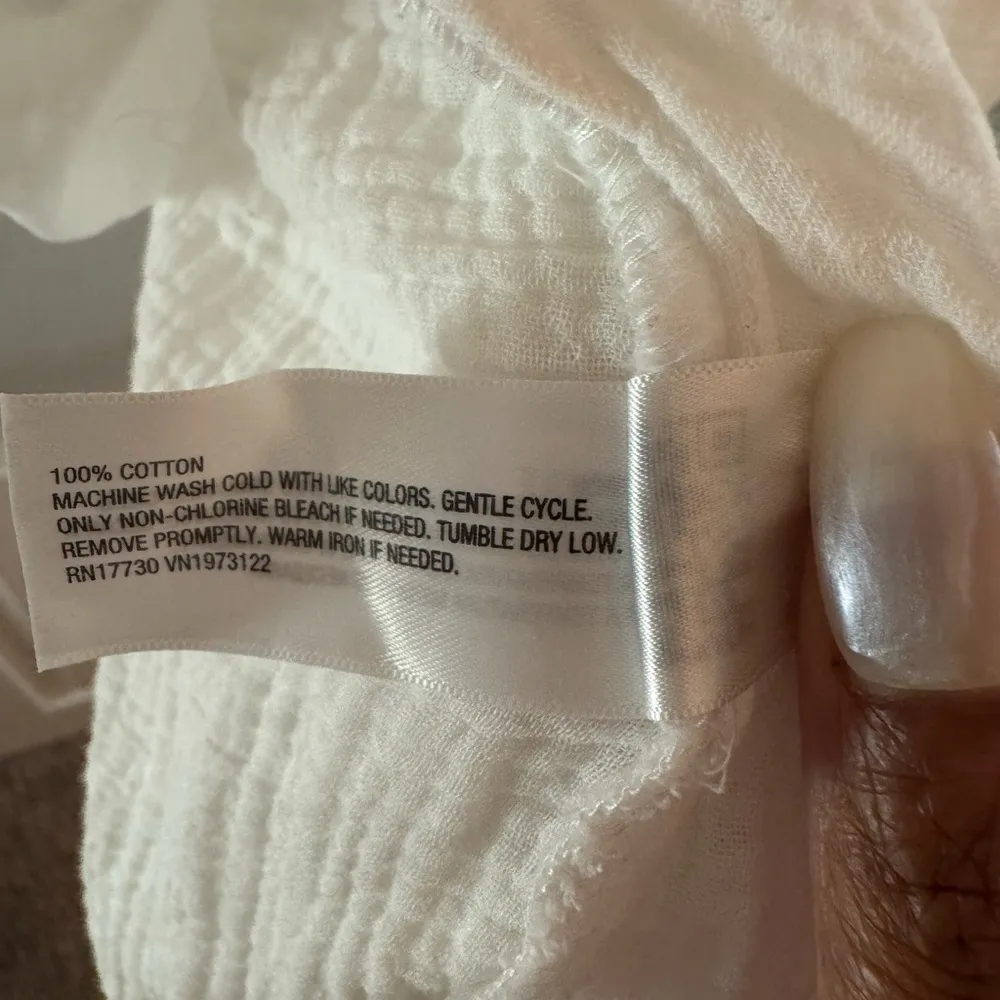 100% COTTON
MACHINE WASH COLD WITH LIKE COLORS. GENTLE CYCLE.
ONLY NON-CHLORINE BLEACH IF NEEDED. TUMBLE DRY LOW.
REMOVE PROMPTLY. WARM IRON IF NEEDED.
RN17730 VN1973122